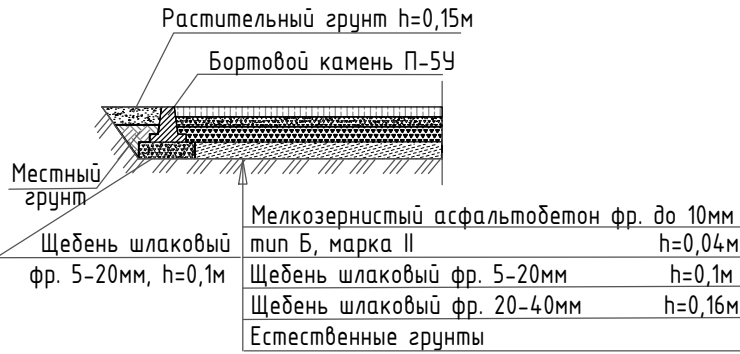 Растительный грунт h=0,15м
Бортовой камень П-5У
Местный
грунт
Щебень шлаковый
фр. 5-20мм, h=0,1м
Мелкозернистый асфальтобетон фр. до 10мм
тип Б, марка II h=0,04м
Щебень шлаковый фр. 5-20мм h=0,1м
Щебень шлаковый фр. 20-40мм h=0,16м
Естественные грунты